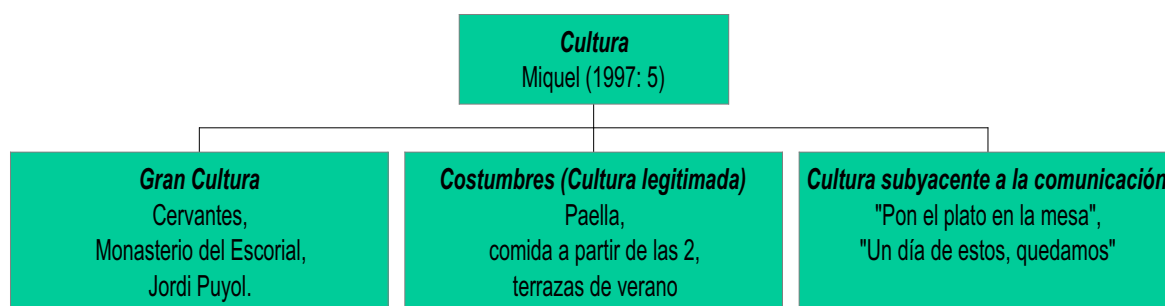 Cultura
Miquel (1997: 5)
Gran Cultura
Cervantes,
Monasterio del Escorial,
Jordi Puyol.
Costumbres (Cultura legitimada)
Paella,
comida a partir de las 2,
terrazas de verano
Cultura subyacente a la comunicación
"Pon el plato en la mesa",
"Un día de estos, quedamos"